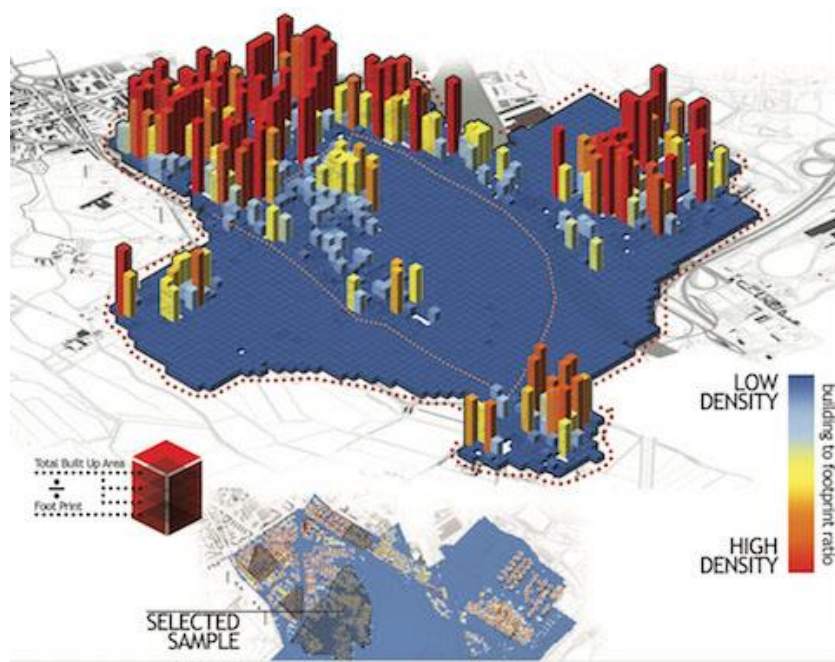 LOW
DENSITY
building to footprint ratio
HIGH
DENSITY
Total Built Up Area
÷
Foot Print
SELECTED
SAMPLE